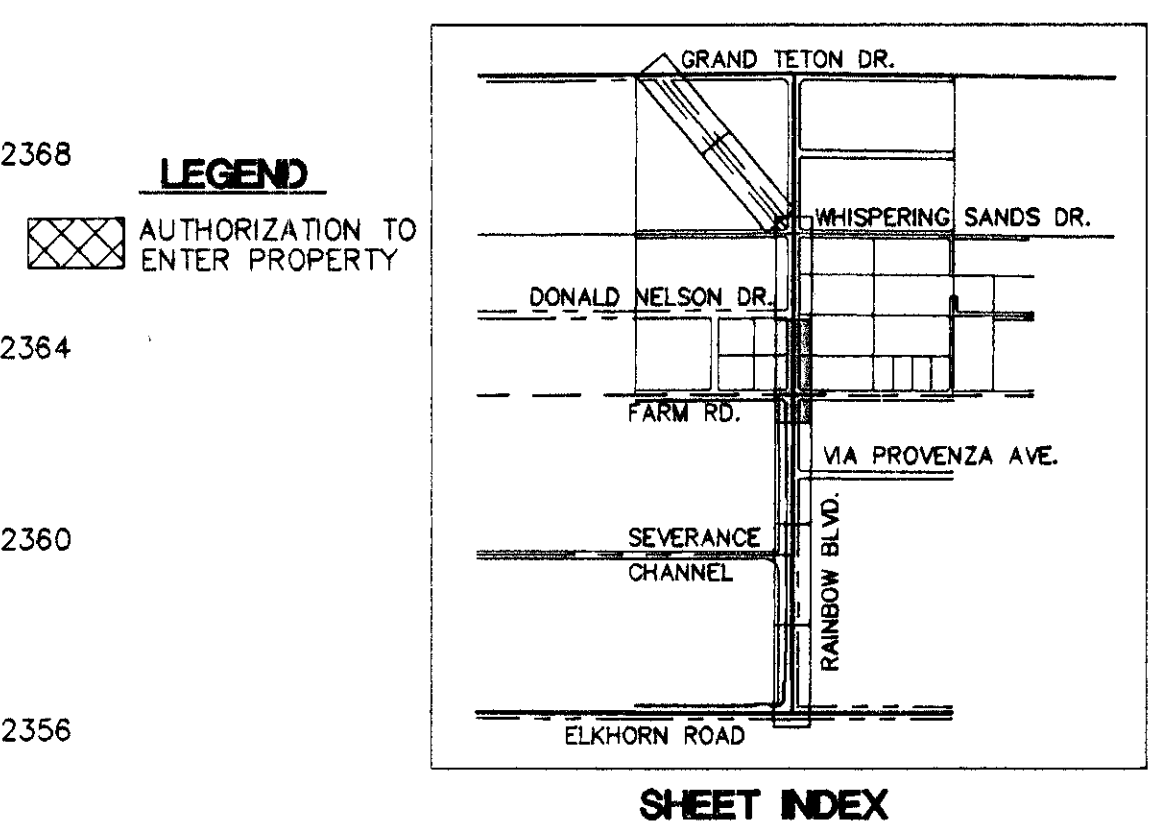 GRAND TETON DR.
2368
LEGEND
AUTHORIZATION TO
ENTER PROPERTY
WHISPERING SANDS DR.
DONALD NELSON DR.
2364
FARM RD.
VIA PROVENZA AVE.
2360
SEVERANCE
CHANNEL
RAINBOW BLVD.
2356
ELKHORN ROAD
SHEET INDEX